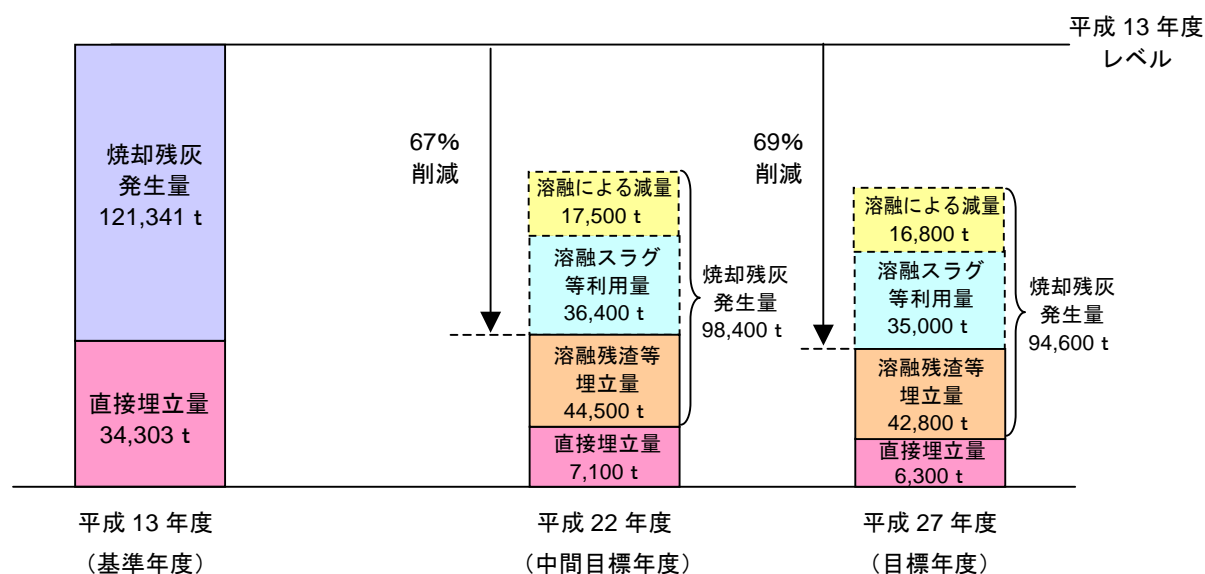 平成 13 年度
レベル
焼却残灰
発生量
121,341 t
直接埋立量
34,303 t
67%
削減
溶融による減量
17,500 t
溶融スラグ
等利用量
36,400 t
溶融残渣等
埋立量
44,500 t
直接埋立量
7,100 t
焼却残灰
発生量
98,400 t
69%
削減
溶融による減量
16,800 t
溶融スラグ
等利用量
35,000 t
溶融残渣等
埋立量
42,800 t
直接埋立量
6,300 t
焼却残灰
発生量
94,600 t
平成 13 年度
（基準年度）
平成 22 年度
（中間目標年度）
平成 27 年度
（目標年度）